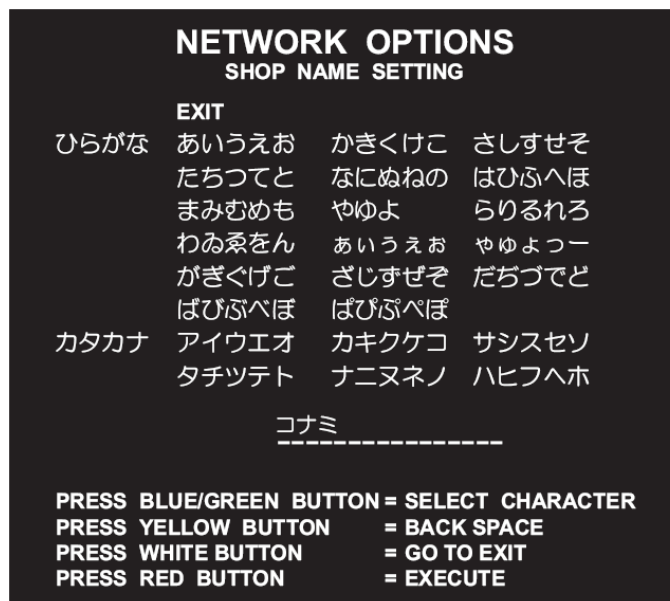 NETWORK OPTIONS
SHOP NAME SETTING
EXIT
ひらがな あいうえお かきくけこ さしすせそ
たちつてと なにぬねの はひふへほ
まみむめも やゆよ らりるれろ
わゐゑをん ぁぃぅぇぉ ゃゅょっー
がぎぐげご ざじずぜぞ だぢづでど
ばびぶべぼ ぱぴぷぺぽ
カタカナ アイウエオ カキクケコ サシスセソ
タチツテト ナニヌネノ ハヒフヘホ
コナミ
PRESS BLUE/GREEN BUTTON = SELECT CHARACTER
PRESS YELLOW BUTTON = BACK SPACE
PRESS WHITE BUTTON = GO TO EXIT
PRESS RED BUTTON = EXECUTE